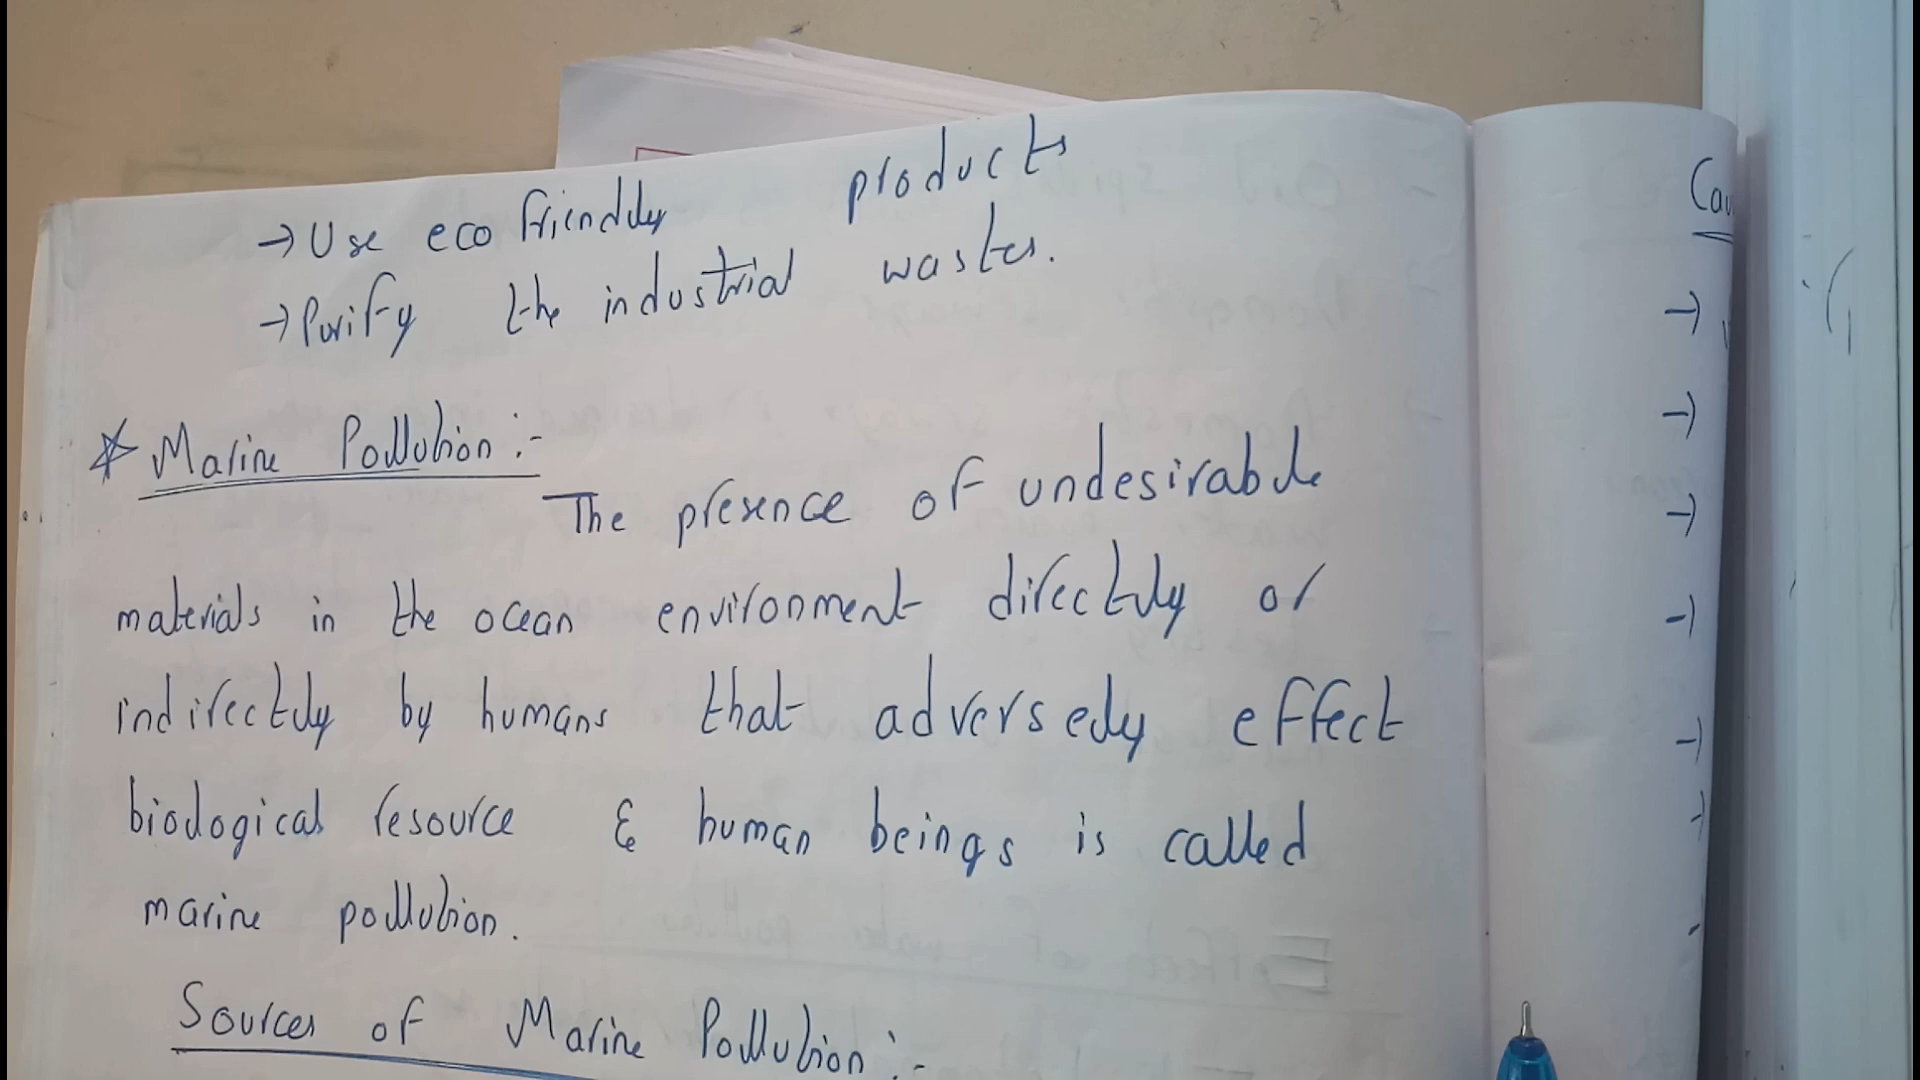 → Use eco friendly products
→ Purify the industrial wastes.
* Marine Pollution :-
The presence of undesirable
materials in the ocean environment directly or
indirectly by humans that adversely effect
biological resource & human beings is called
marine pollution.
Sources of Marine Pollution :-
Cau
→
→
→
→
→
→